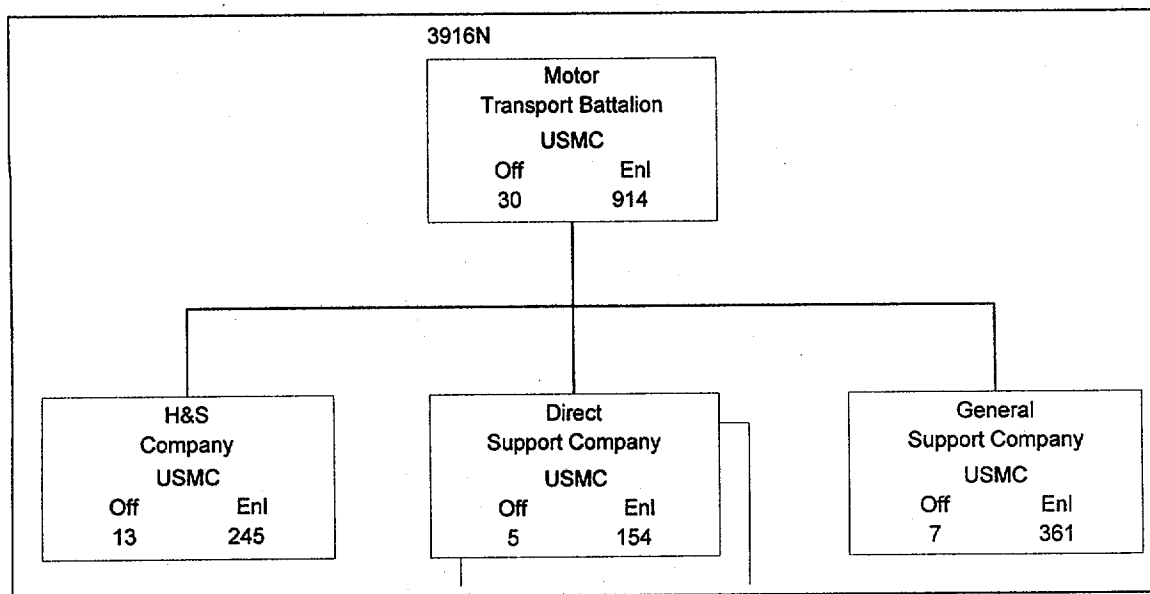 3916N
Motor
Transport Battalion
USMC
Off Enl
30 914
H&S
Company
USMC
Off Enl
13 245
Direct
Support Company
USMC
Off Enl
5 154
General
Support Company
USMC
Off Enl
7 361